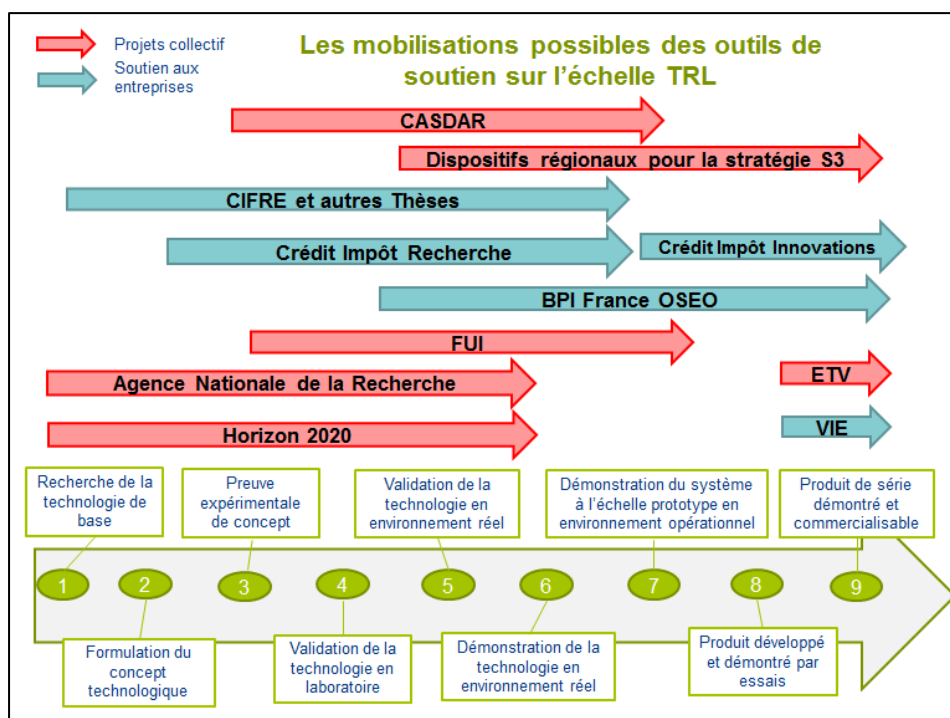 Projets collectif
Soutien aux
entreprises
Les mobilisations possibles des outils de
soutien sur l'échelle TRL
CASDAR
Dispositifs régionaux pour la stratégie S3
CIFRE et autres Thèses
Crédit Impôt Recherche
Crédit Impôt Innovations
BPI France OSEO
FUI
Agence Nationale de la Recherche
ETV
Horizon 2020
VIE
Recherche de la
technologie de
base
Preuve
expérimentale
de concept
Validation de la
technologie en
environnement réel
Démonstration du système
à l'échelle prototype en
environnement opérationnel
Produit de série
démontré et
commercialisable
1
2
3
4
5
6
7
8
9
Formulation du
concept
technologique
Validation de la
technologie en
laboratoire
Démonstration de la
technologie en
environnement réel
Produit développé
et démontré par
essais